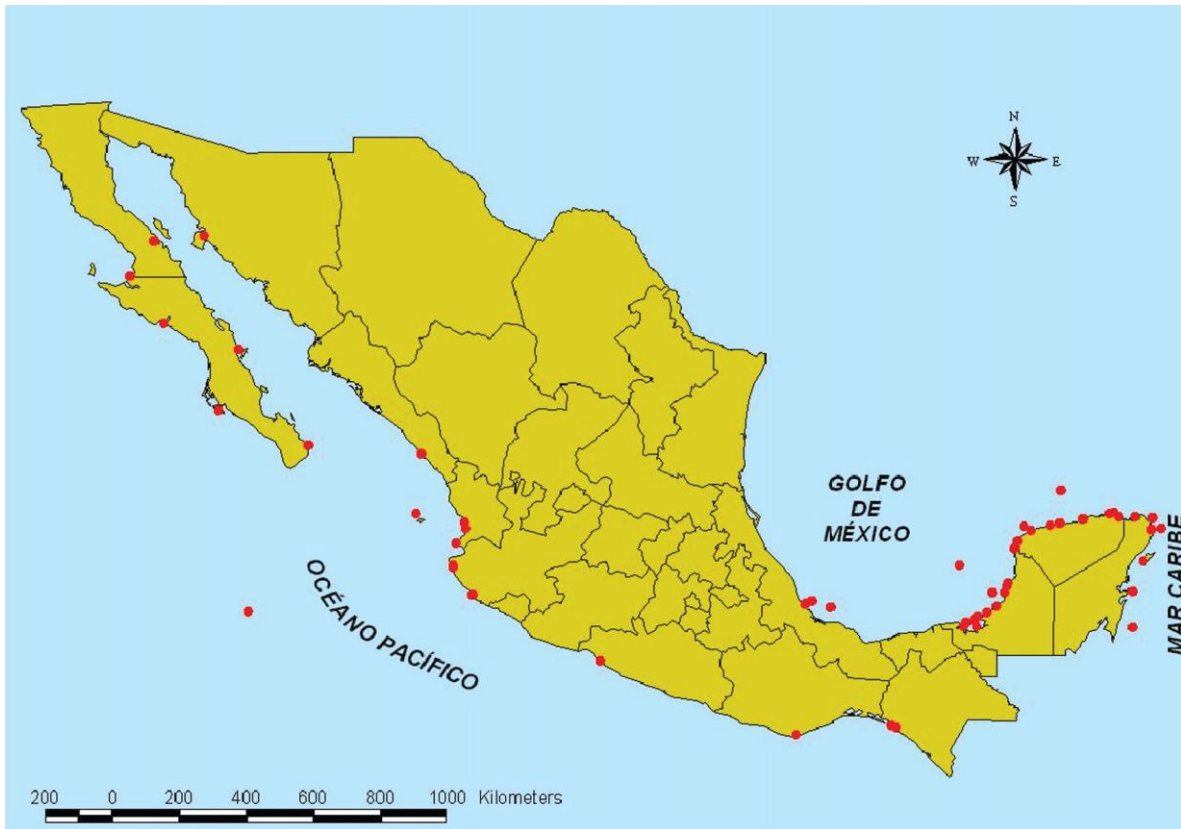 N
W E
S
GOLFO
DE
MÉXICO
MAR CARIBE
OCÉANO PACÍFICO
200 0 200 400 600 800 1000 Kilometers